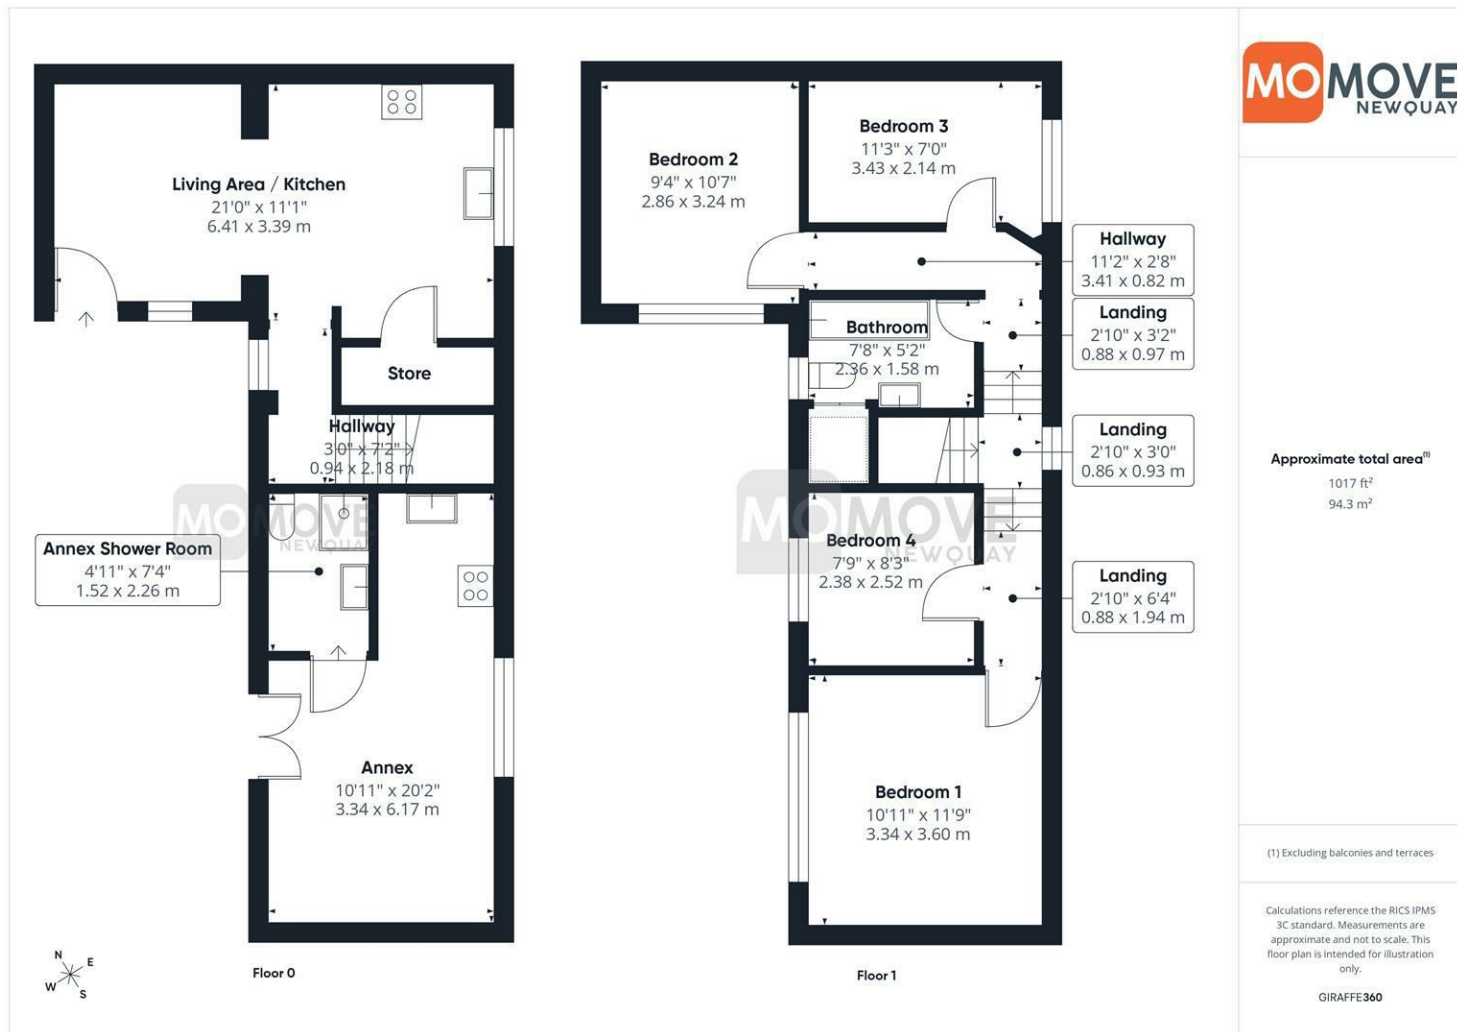 MOMOVE
NEWQUAY
Living Area / Kitchen
21'0" x 11'1"
6.41 x 3.39 m
Store
Hallway
3'0" x 7'2"
0.94 x 2.18 m
MOMOVE
NEWQUAY
Annex Shower Room
4'11" x 7'4"
1.52 x 2.26 m
Annex
10'11" x 20'2"
3.34 x 6.17 m
Floor 0
N
E
W
S
Bedroom 2
9'4" x 10'7"
2.86 x 3.24 m
Bedroom 3
11'3" x 7'0"
3.43 x 2.14 m
Hallway
11'2" x 2'8"
3.41 x 0.82 m
Landing
2'10" x 3'2"
0.88 x 0.97 m
Bathroom
7'8" x 5'2"
2.36 x 1.58 m
Landing
2'10" x 3'0"
0.86 x 0.93 m
MOMOVE
NEWQUAY
Bedroom 4
7'9" x 8'3"
2.38 x 2.52 m
Landing
2'10" x 6'4"
0.88 x 1.94 m
Bedroom 1
10'11" x 11'9"
3.34 x 3.60 m
Floor 1
Approximate total area⁽¹⁾
1017 ft²
94.3 m²
(1) Excluding balconies and terraces
Calculations reference the RICS IPMS
3C standard. Measurements are
approximate and not to scale. This
floor plan is intended for illustration
only.
GIRAFFE360